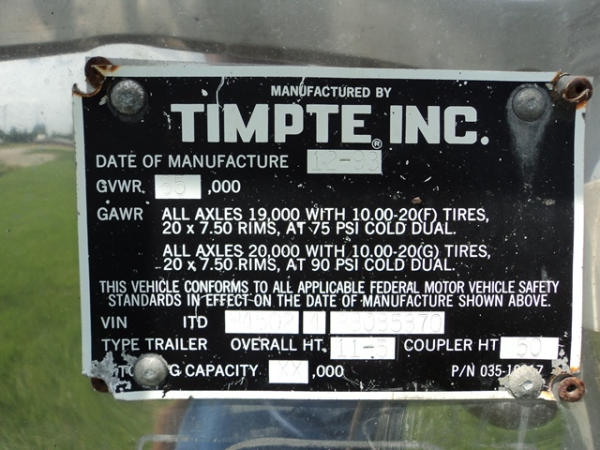 MANUFACTURED BY
TIMPTE® INC.
DATE OF MANUFACTURE 12-93
GVWR ,000
GAWR ALL AXLES 19,000 WITH 10.00-20(F) TIRES,
20 x 7.50 RIMS, AT 75 PSI COLD DUAL.
ALL AXLES 20,000 WITH 10.00-20(G) TIRES,
20 x 7.50 RIMS, AT 90 PSI COLD DUAL.
THIS VEHICLE CONFORMS TO ALL APPLICABLE FEDERAL MOTOR VEHICLE SAFETY
STANDARDS IN EFFECT ON THE DATE OF MANUFACTURE SHOWN ABOVE.
VIN ITD
TYPE TRAILER OVERALL HT. COUPLER HT
CAPACITY XX ,000 P/N